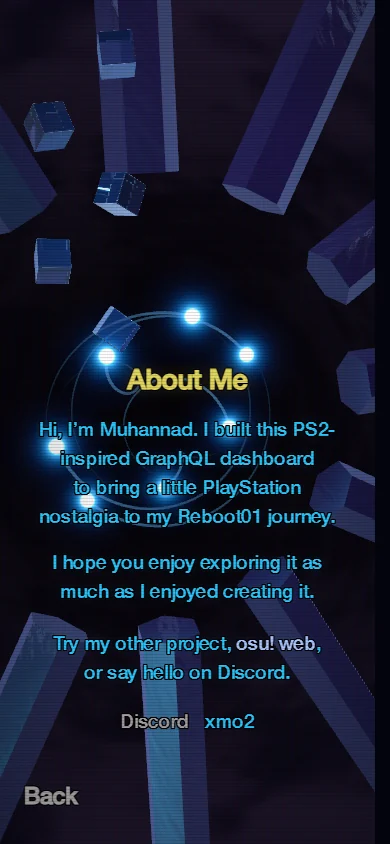 About Me
Hi, I'm Muhannad. I built this PS2-
inspired GraphQL dashboard
to bring a little PlayStation
nostalgia to my Reboot01 journey.
I hope you enjoy exploring it as
much as I enjoyed creating it.
Try my other project, osu! web,
or say hello on Discord.
Discord xmo2
Back